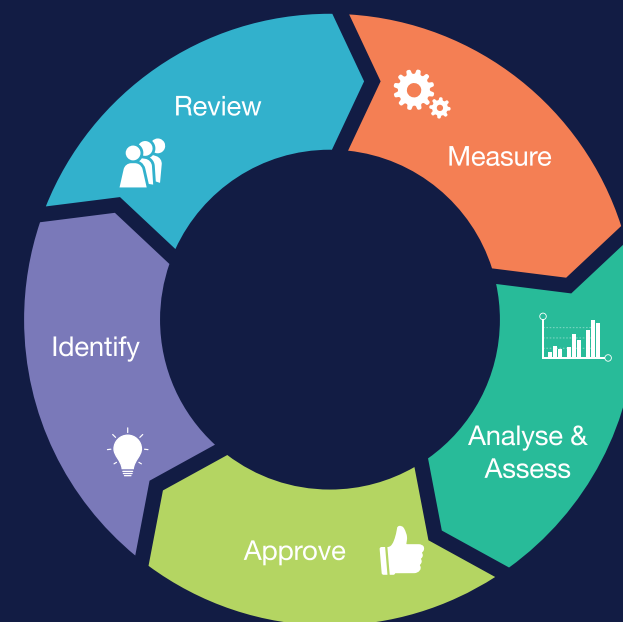 Review
Measure
Identify
Analyse &
Assess
Approve